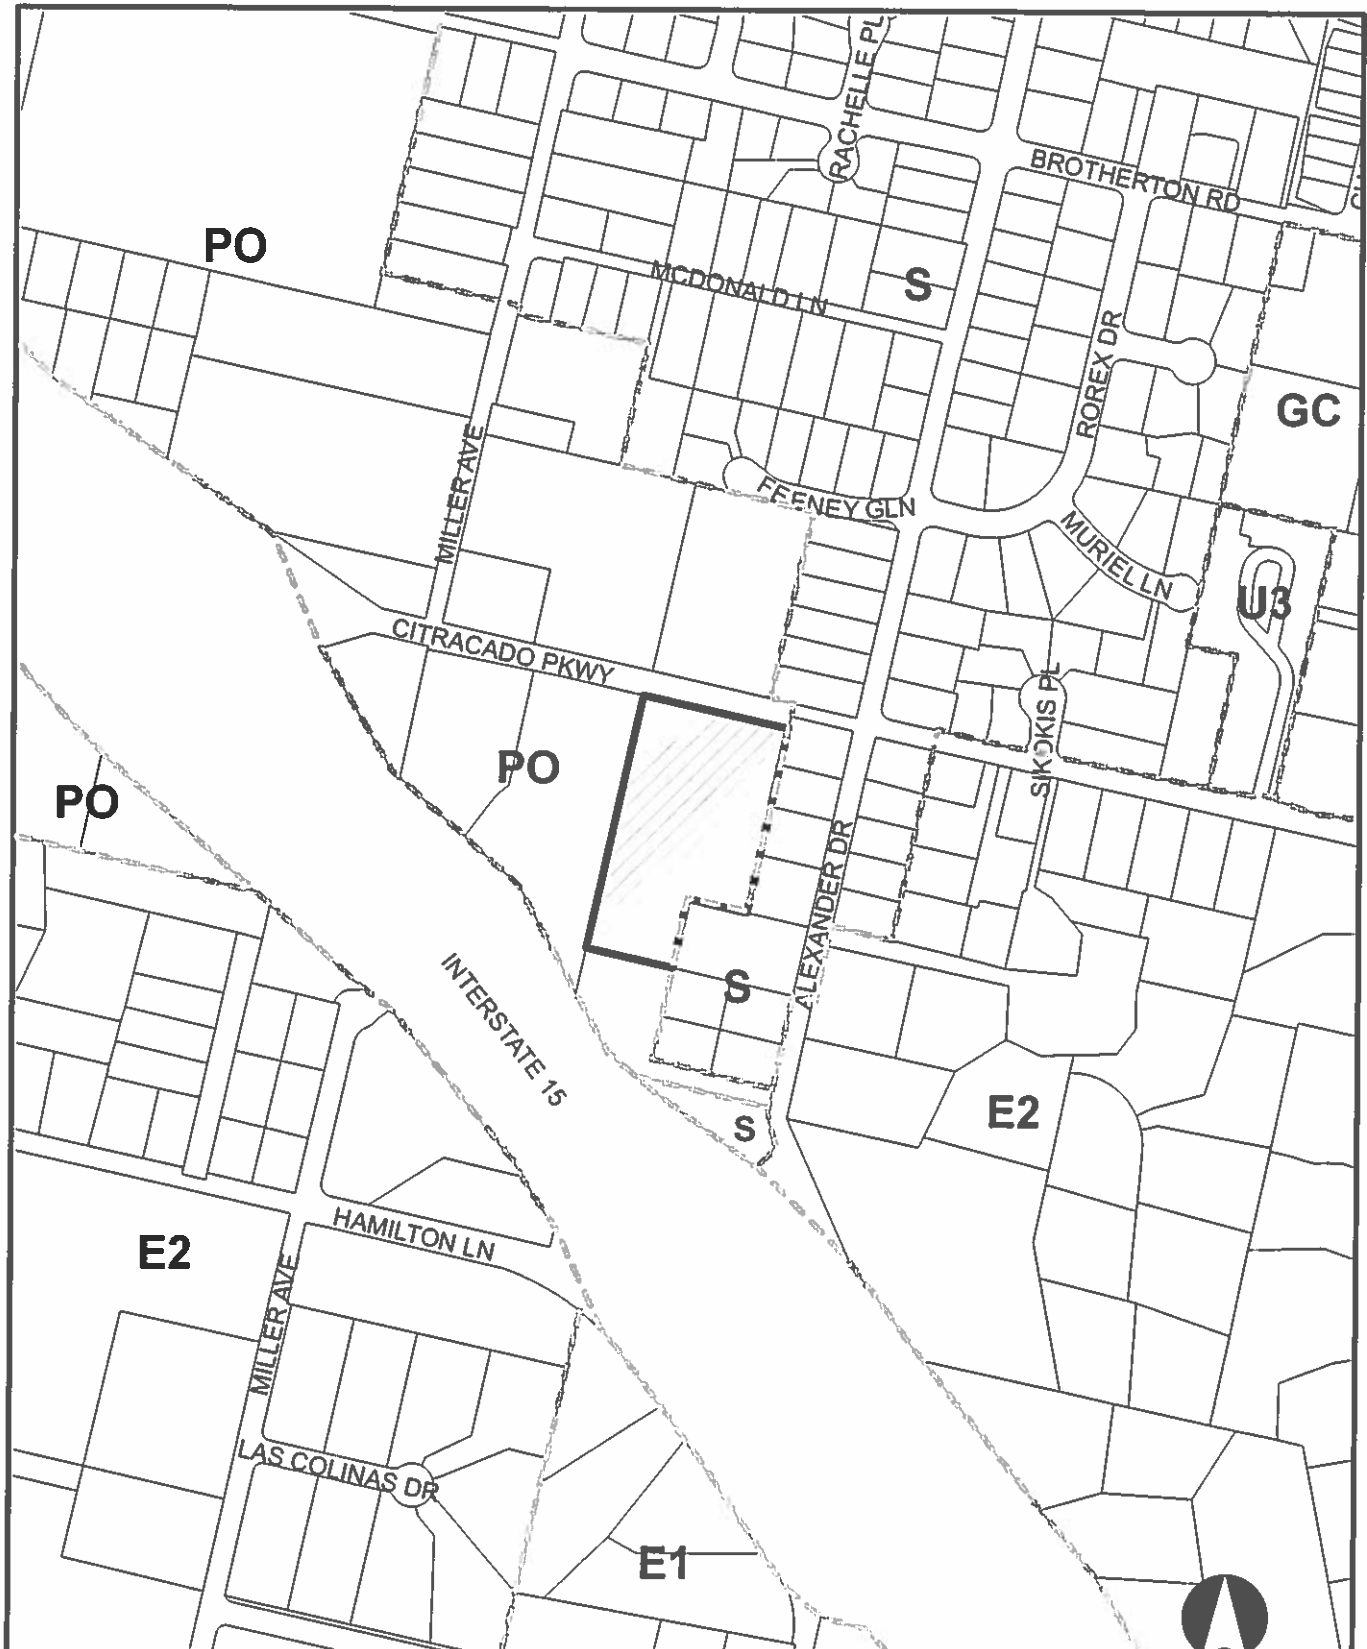 RACHELLE PL
BROTHERTON RD
PO
MCDONALD LN
S
ROREX DR
GC
MILLER AVE
FEENEY GLN
MURIEL LN
U3
CITRACADO PKWY
SIKOKIS PL
PO
PO
ALEXANDER DR
INTERSTATE 15
S
S
E2
HAMILTON LN
E2
MILLER AVE
LAS COLINAS DR
E1